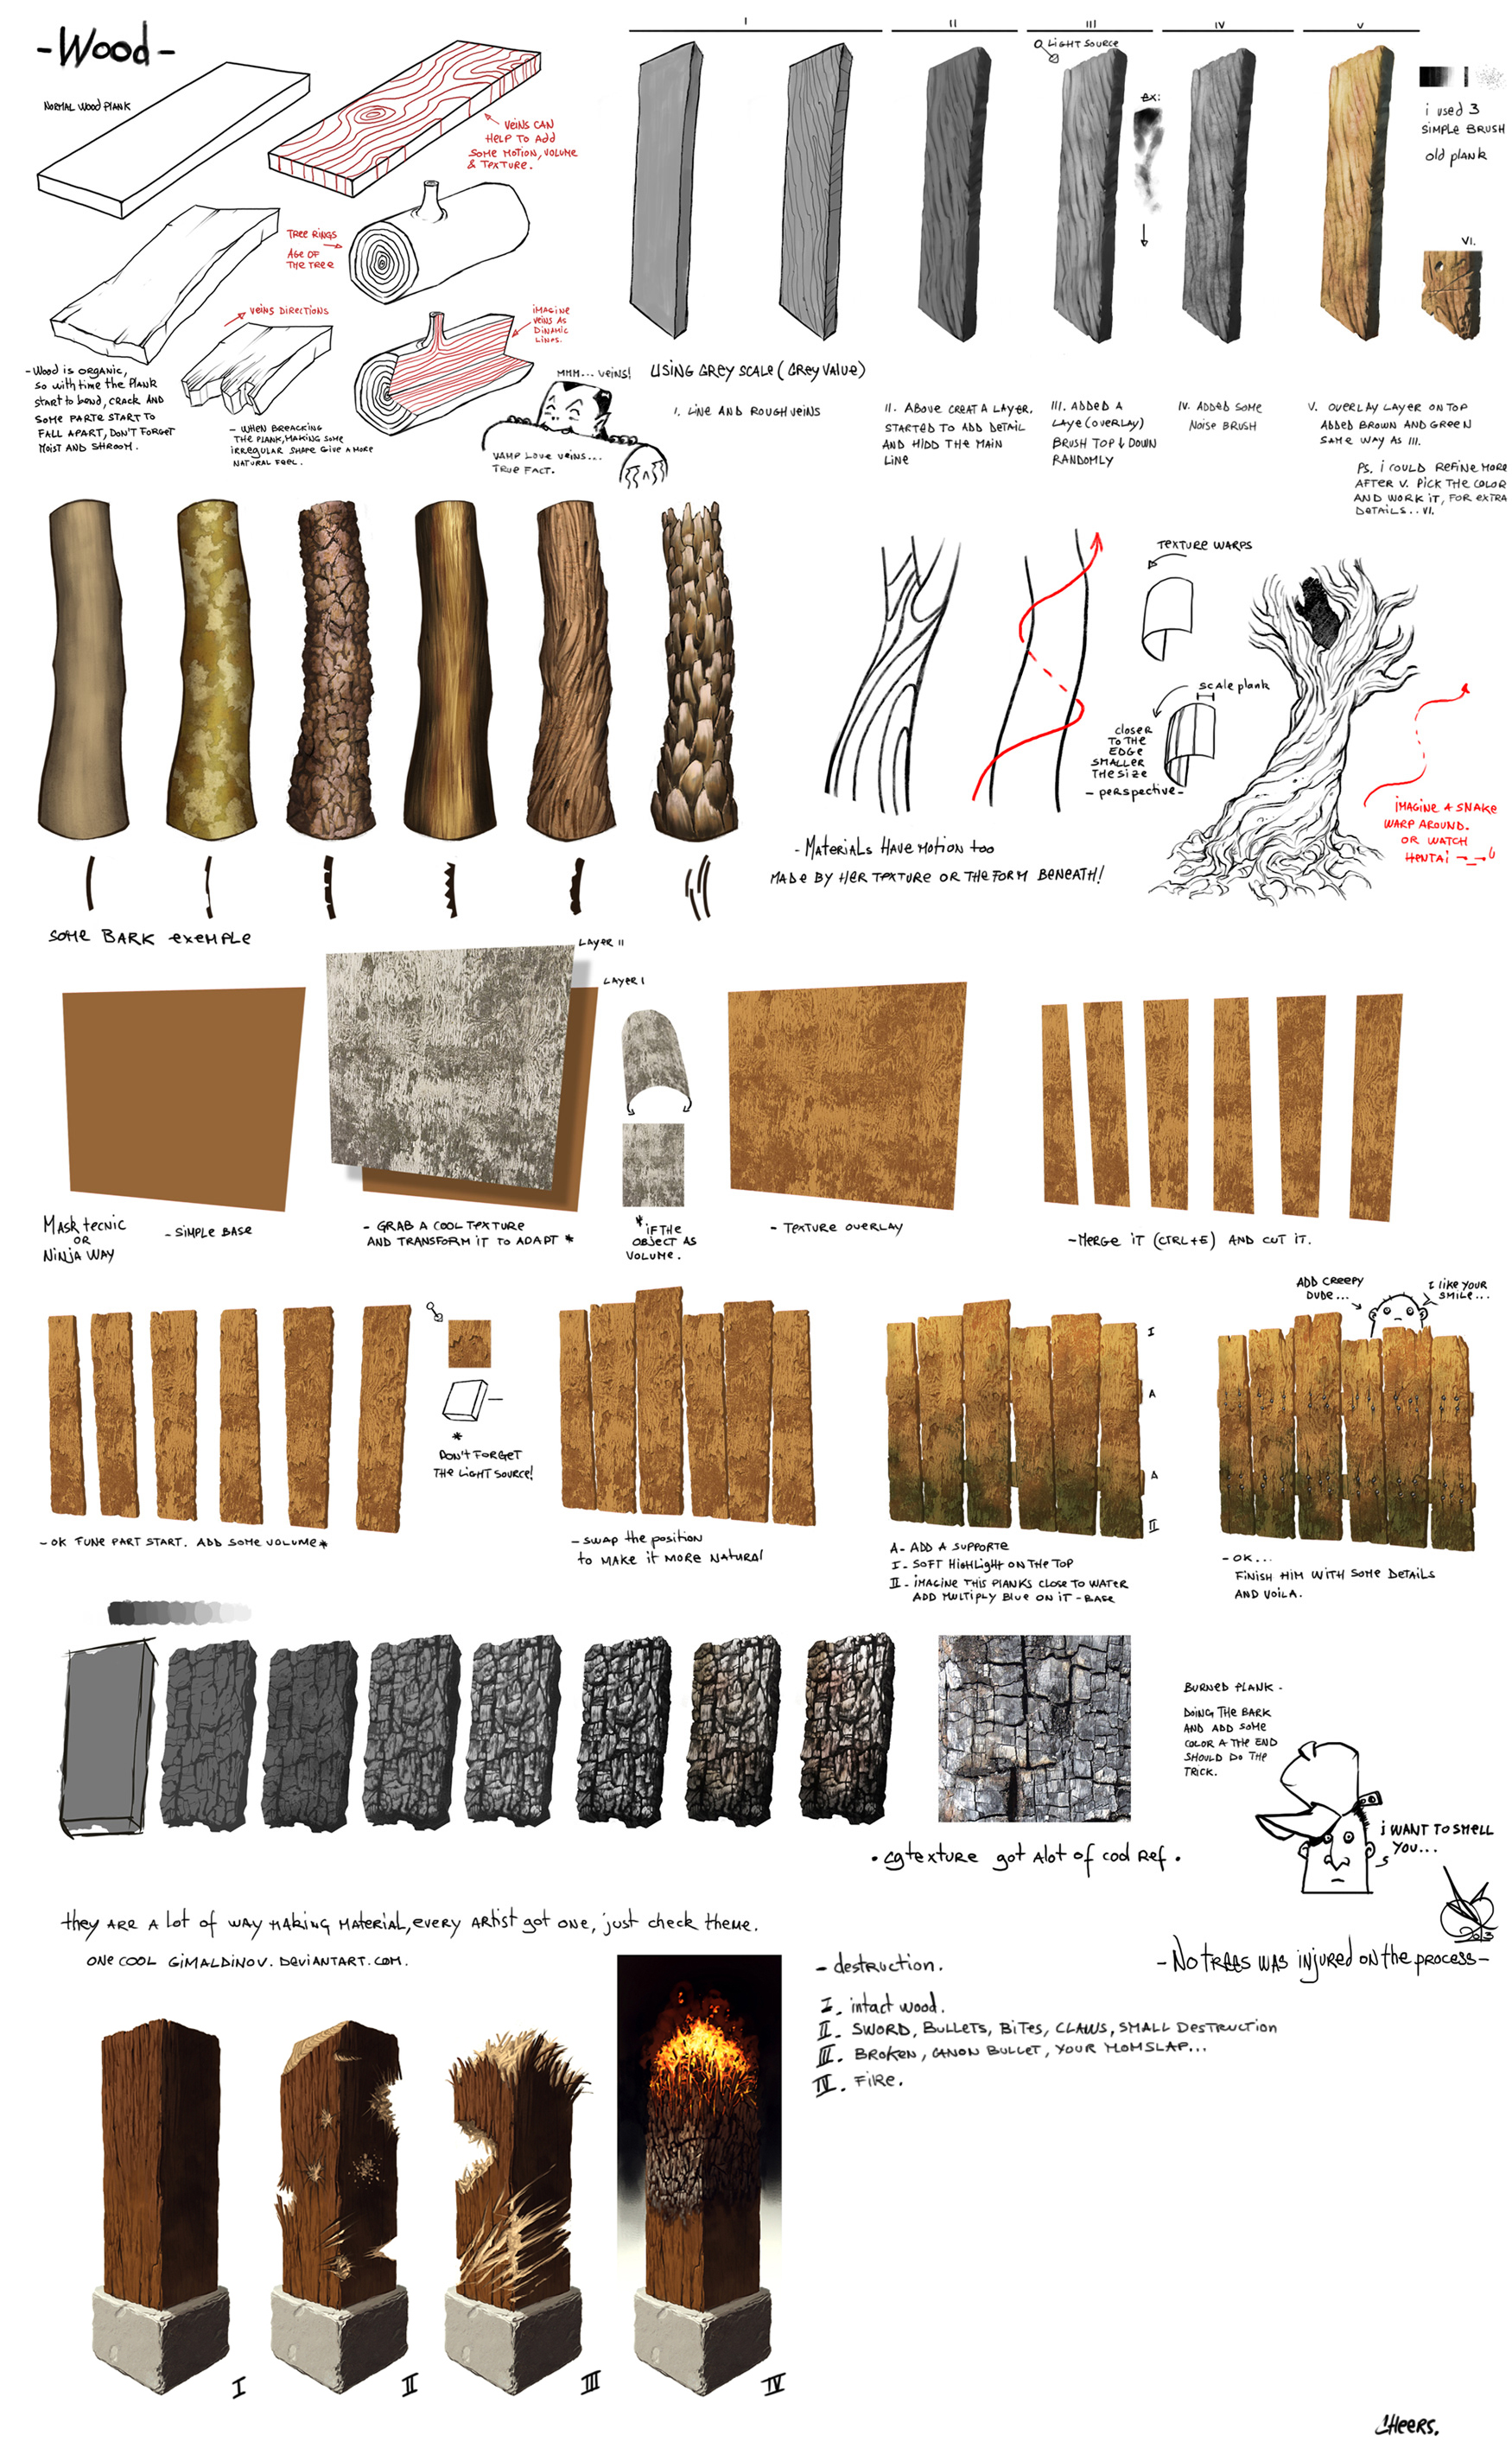 -Wood-
NORMAL WOOD PLANK
VEINS CAN
HELP TO ADD
SOME MOTION, VOLUME
& TEXTURE.
TREE RINGS
AGE OF
THE TREE
VEINS DIRECTIONS
IMAGINE
VEINS AS
DINAMIC
LINES.
-WOOD IS ORGANIC,
SO WITH TIME THE PLANK
START TO BEND, CRACK AND
SOME PARTE START TO
FALL APART, DON'T FORGET
MOIST AND SHROOM.
- WHEN BREACKING
THE PLANK, MAKING SOME
IRREGULAR SHAPE GIVE A MORE
NATURAL FEEL.
MMM... VEINS!
VAMP LOVE VEINS...
TRUE FACT.
I
II
III
IV
V
LIGHT SOURCE
EX:
I USED 3
SIMPLE BRUSH
OLD PLANK
VI.
USING GREY SCALE (GREY VALUE)
I. LINE AND ROUGH VEINS
II. ABOVE CREAT A LAYER.
STARTED TO ADD DETAIL
AND HIDD THE MAIN
LINE
III. ADDED A
LAYE (OVERLAY)
BRUSH TOP & DOWN
RANDOMLY
IV. ADDED SOME
NOISE BRUSH
V. OVERLAY LAYER ON TOP
ADDED BROWN AND GREEN
SAME WAY AS III.
PS. I COULD REFINE MORE
AFTER V. PICK THE COLOR
AND WORK IT, FOR EXTRA
DETAILS.. VI.
SOME BARK EXEMPLE
TEXTURE WARPS
SCALE PLANK
CLOSER
TO THE
EDGE
SMALLER
THE SIZE
- PERSPECTIVE-
- MATERIALS HAVE MOTION TOO
MADE BY HER TEXTURE OR THE FORM BENEATH!
IMAGINE A SNAKE
WARP AROUND.
OR WATCH
HENTAI
LAYER II
LAYER I
MASK TECNIC
OR
NINJA WAY
- SIMPLE BASE
- GRAB A COOL TEXTURE
AND TRANSFORM IT TO ADAPT *
* IF THE
OBJECT AS
VOLUME.
- TEXTURE OVERLAY
-MERGE IT (CTRL+E) AND CUT IT.
- OK FUNE PART START. ADD SOME VOLUME*
*
DON'T FORGET
THE LIGHT SOURCE!
- SWAP THE POSITION
TO MAKE IT MORE NATURAL
I
A
A
II
A- ADD A SUPPORTE
I- SOFT HIGHLIGHT ON THE TOP
II- IMAGINE THIS PLANKS CLOSE TO WATER
ADD MULTIPLY BLUE ON IT - BASE
ADD CREEPY
DUDE...
I LIKE YOUR
SMILE...
- OK...
FINISH HIM WITH SOME DETAILS
AND VOILA.
BURNED PLANK -
DOING THE BARK
AND ADD SOME
COLOR A THE END
SHOULD DO THE
TRICK.
• CGTEXTURE GOT ALOT OF COOL REF •
I WANT TO SMELL
YOU...
2013
-NO TREES WAS INJURED ON THE PROCESS-
THEY ARE A LOT OF WAY MAKING MATERIAL, EVERY ARTIST GOT ONE, JUST CHECK THEME.
ONE COOL GIMALDINOV.DEVIANTART.COM.
- DESTRUCTION.
I. INTACT WOOD.
II. SWORD, BULLETS, BITES, CLAWS, SMALL DESTRUCTION
III. BROKEN, CANON BULLET, YOUR MOM SLAP...
IV. FIRE.
I
II
III
IV
CHEERS.